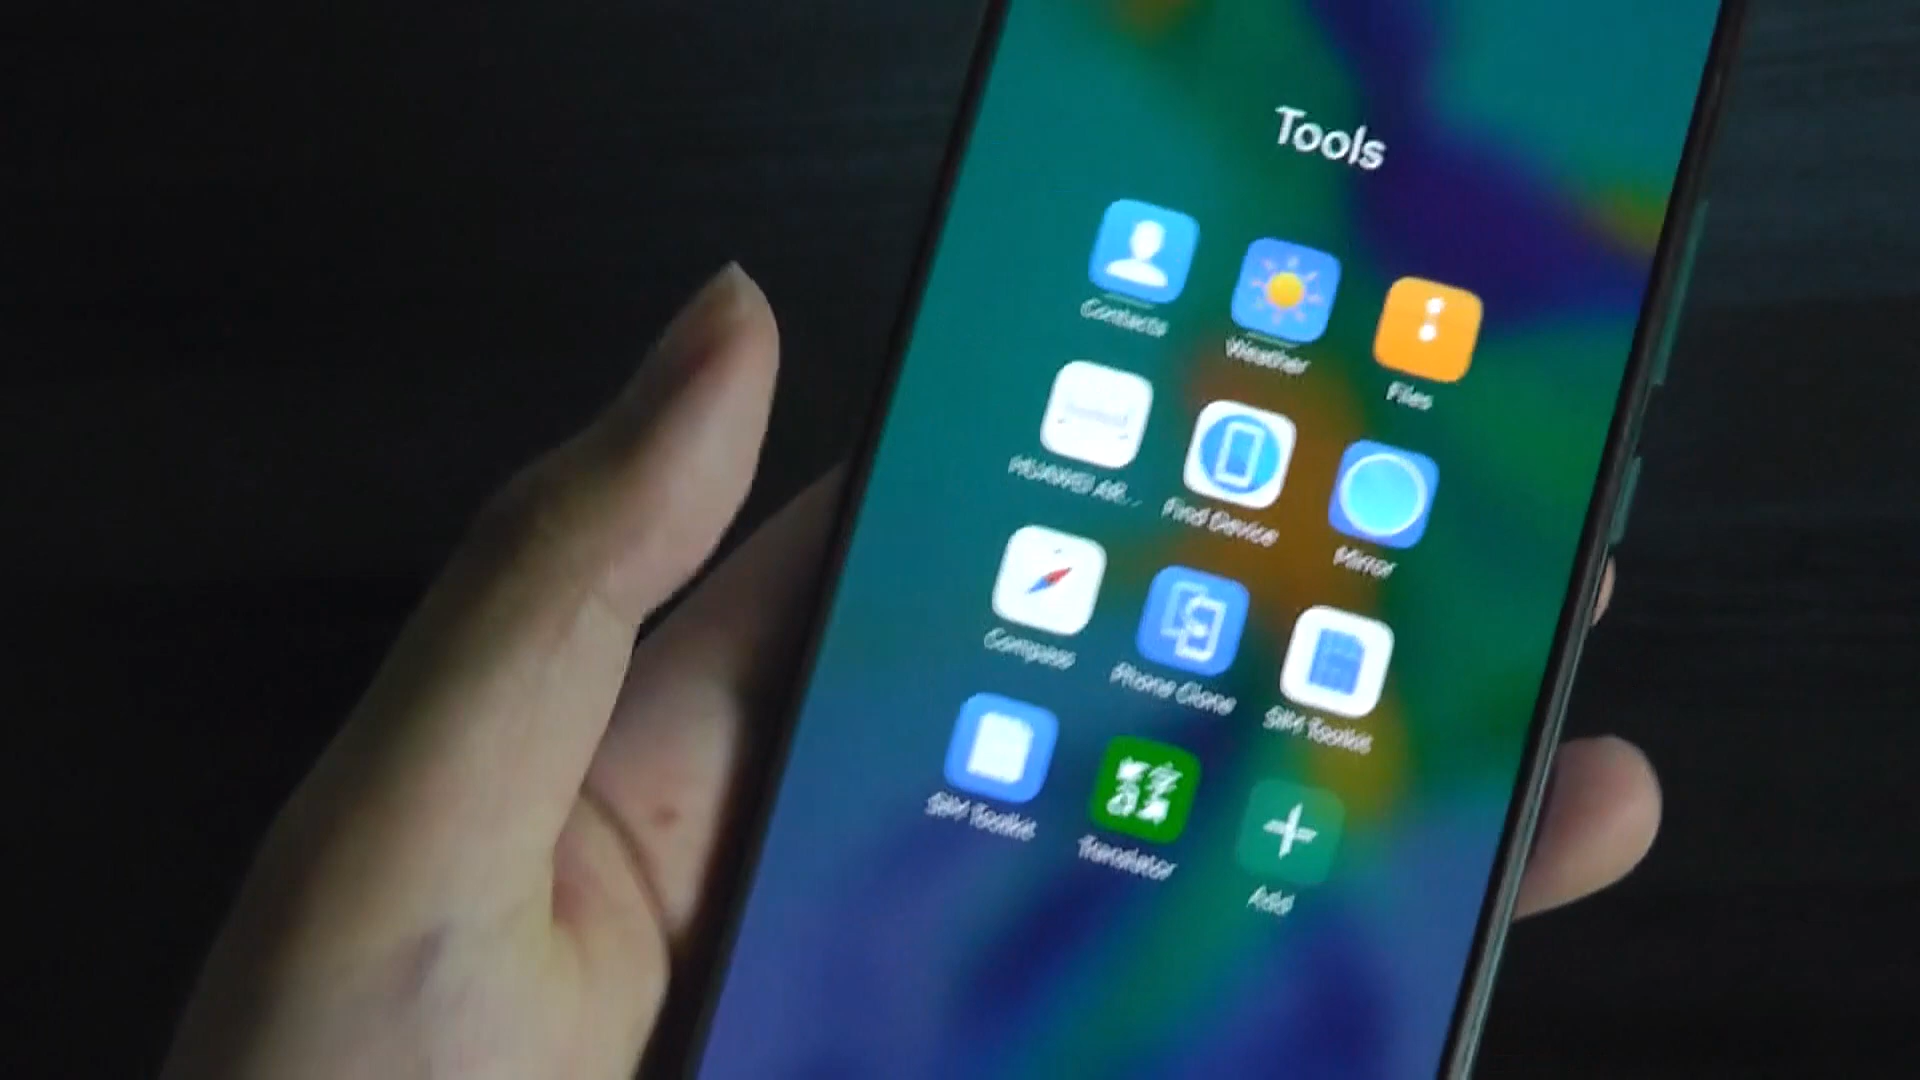 Tools
Contacts
Weather
Files
HUAWEI AR...
Find Device
Mirror
Compass
Phone Clone
SIM Toolkit
SIM Toolkit
Translator
Add